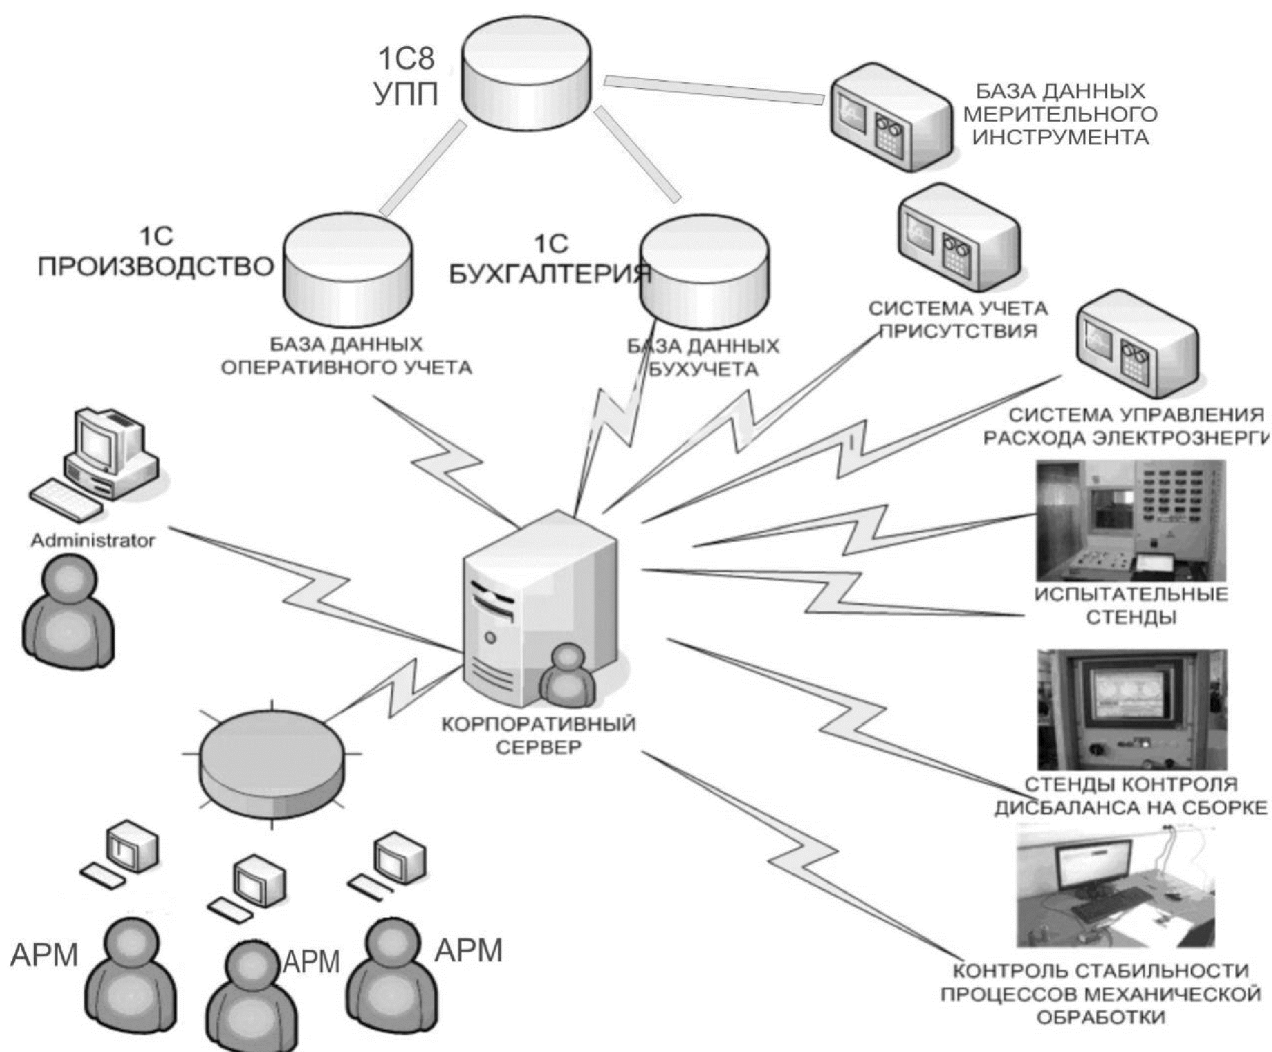 1С8
УПП
БАЗА ДАННЫХ
МЕРИТЕЛЬНОГО
ИНСТРУМЕНТА
1С
ПРОИЗВОДСТВО
1С
БУХГАЛТЕРИЯ
СИСТЕМА УЧЕТА
ПРИСУТСТВИЯ
БАЗА ДАННЫХ
ОПЕРАТИВНОГО УЧЕТА
БАЗА ДАННЫХ
БУХУЧЕТА
СИСТЕМА УПРАВЛЕНИЯ
РАСХОДА ЭЛЕКТРОЗНЕРГИ
Administrator
ИСПЫТАТЕЛЬНЫЕ
СТЕНДЫ
КОРПОРАТИВНЫЙ
СЕРВЕР
СТЕНДЫ КОНТРОЛЯ
ДИСБАЛАНСА НА СБОРКЕ
АРМ
АРМ
АРМ
КОНТРОЛЬ СТАБИЛЬНОСТИ
ПРОЦЕССОВ МЕХАНИЧЕСКОЙ
ОБРАБОТКИ